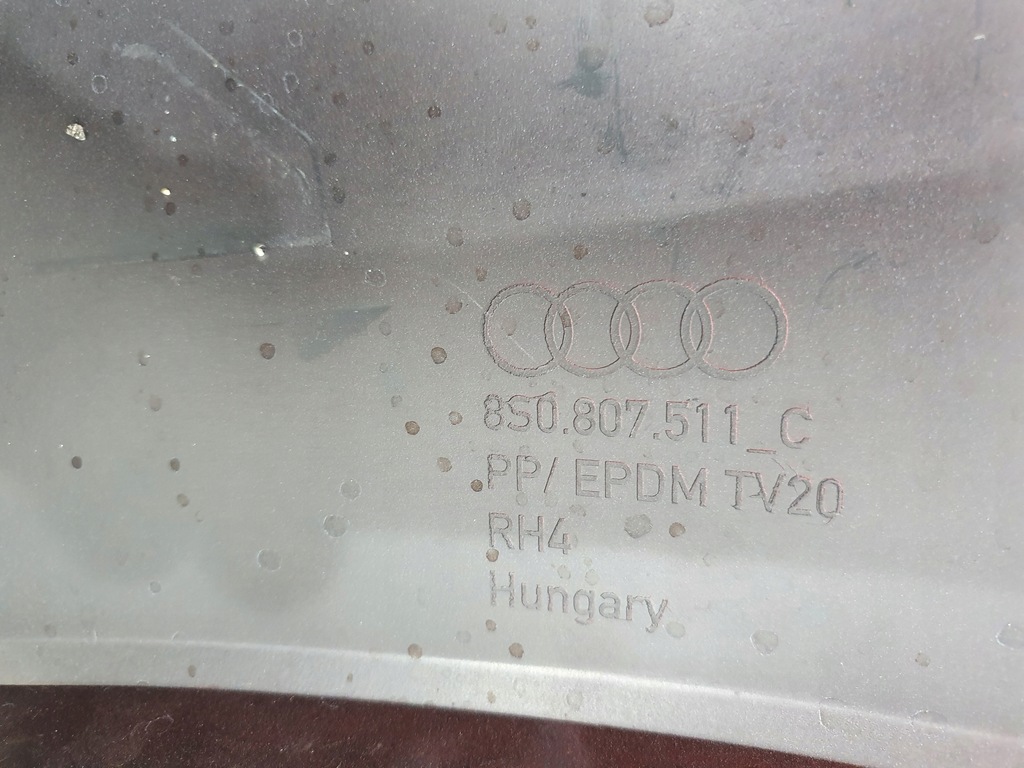 8S0.807.511_C
PP/ EPDM TV20
RH4
Hungary